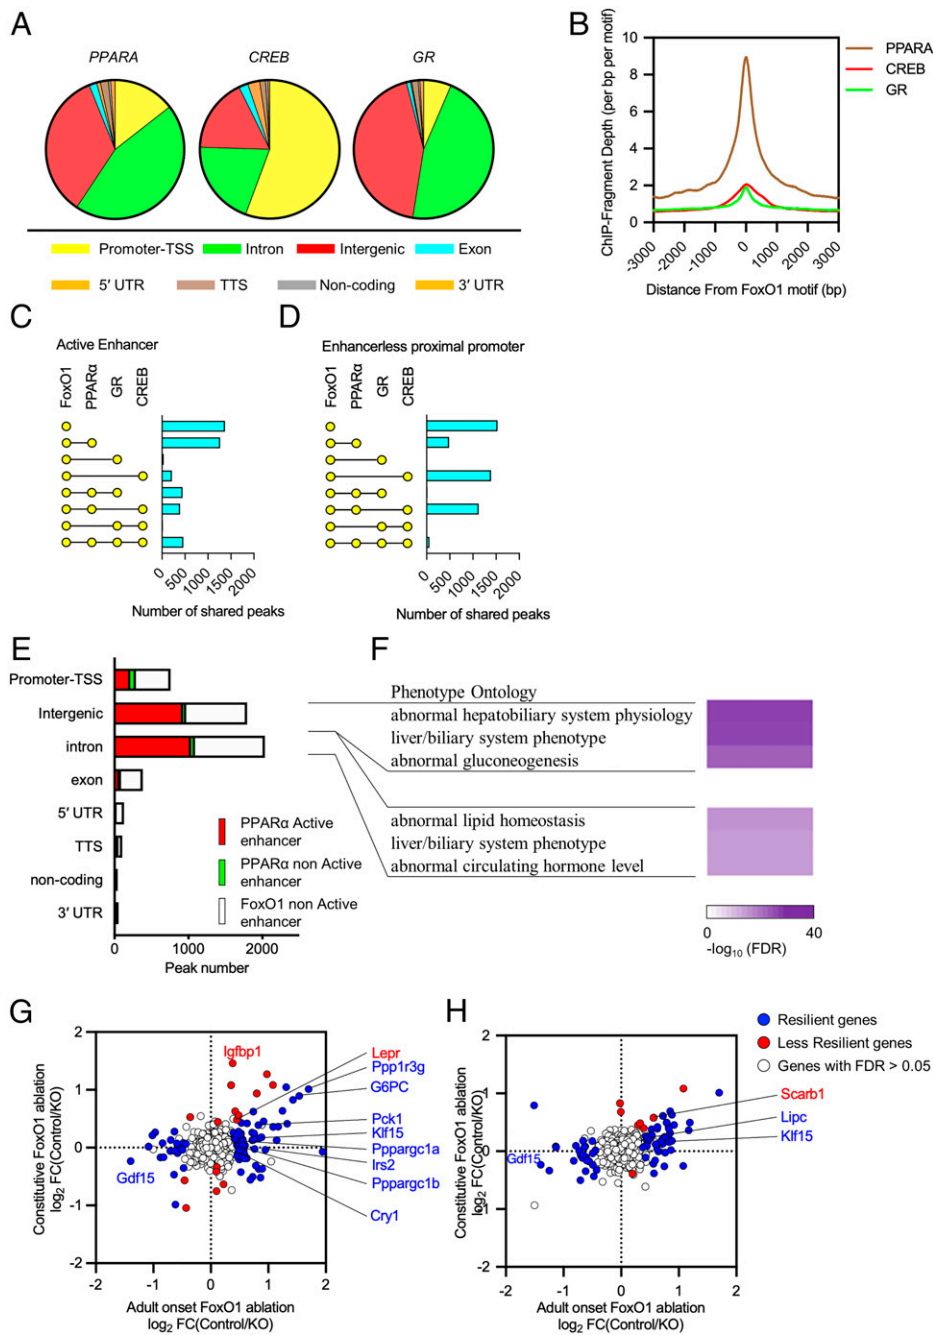 A
PPARA
CREB
GR
Promoter-TSS
Intron
Intergenic
Exon
5′ UTR
TTS
Non-coding
3′ UTR
B
ChIP-Fragment Depth (per bp per motif)
10
8
6
4
2
0
-3000
-2000
-1000
0
1000
2000
3000
Distance From FoxO1 motif (bp)
PPARA
CREB
GR
C
Active Enhancer
FoxO1
PPARα
GR
CREB
0
500
1000
1500
2000
Number of shared peaks
D
Enhancerless proximal promoter
FoxO1
PPARα
GR
CREB
0
500
1000
1500
2000
Number of shared peaks
E
Promoter-TSS
Intergenic
intron
exon
5′ UTR
TTS
non-coding
3′ UTR
0
1000
2000
Peak number
PPARα Active
enhancer
PPARα non Active
enhancer
FoxO1 non Active
enhancer
F
Phenotype Ontology
abnormal hepatobiliary system physiology
liver/biliary system phenotype
abnormal gluconeogenesis
abnormal lipid homeostasis
liver/biliary system phenotype
abnormal circulating hormone level
0
40
-log10 (FDR)
G
Constitutive FoxO1 ablation
log2 FC(Control/KO)
2
1
0
-1
-2
-2
-1
0
1
2
Adult onset FoxO1 ablation
log2 FC(Control/KO)
Igfbp1
Lepr
Ppp1r3g
G6PC
Pck1
Klf15
Pppargc1a
Irs2
Pppargc1b
Cry1
Gdf15
H
Constitutive FoxO1 ablation
log2 FC(Control/KO)
2
1
0
-1
-2
-2
-1
0
1
2
Adult onset FoxO1 ablation
log2 FC(Control/KO)
Resilient genes
Less Resilient genes
Genes with FDR > 0.05
Scarb1
Lipc
Klf15
Gdf15